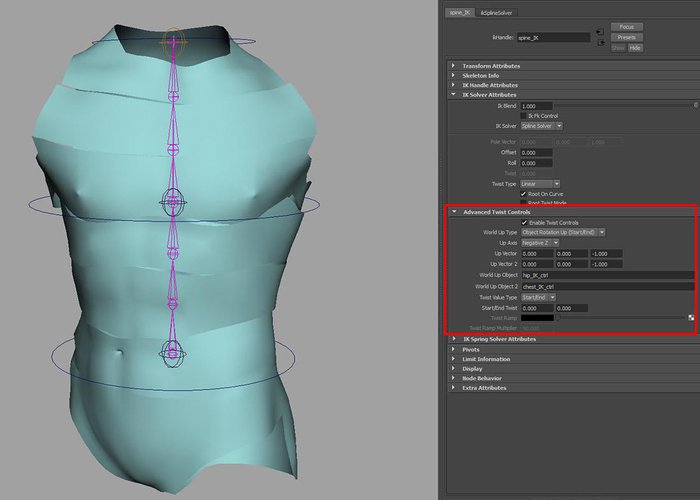 spine_IK ikSplineSolver
ikHandle: spine_IK
Focus
Presets
Show Hide
Transform Attributes
Skeleton Info
IK Handle Attributes
IK Solver Attributes
Ik Blend 1.000
Ik Fk Control
IK Solver Spline Solver
Pole Vector 0.000 0.000 1.000
Offset 0.000
Roll 0.000
Twist 0.000
Twist Type Linear
Root On Curve
Root Twist Mode
Advanced Twist Controls
Enable Twist Controls
World Up Type Object Rotation Up (Start/End)
Up Axis Negative Z
Up Vector 0.000 0.000 -1.000
Up Vector 2 0.000 0.000 -1.000
World Up Object hip_IK_ctrl
World Up Object 2 chest_IK_ctrl
Twist Value Type Start/End
Start/End Twist 0.000 0.000
Twist Ramp
Twist Ramp Multiplier 90.000
IK Spring Solver Attributes
Pivots
Limit Information
Display
Node Behavior
Extra Attributes